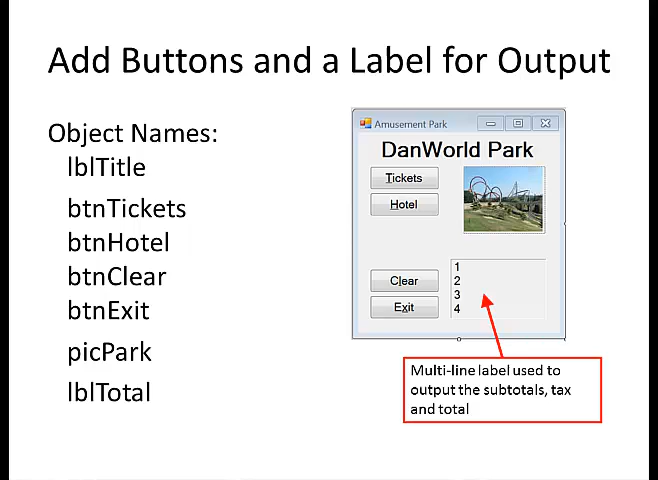 Add Buttons and a Label for Output
Object Names:
lblTitle
btnTickets
btnHotel
btnClear
btnExit
picPark
lblTotal
Amusement Park
DanWorld Park
Tickets
Hotel
Clear
Exit
1
2
3
4
Multi-line label used to
output the subtotals, tax
and total